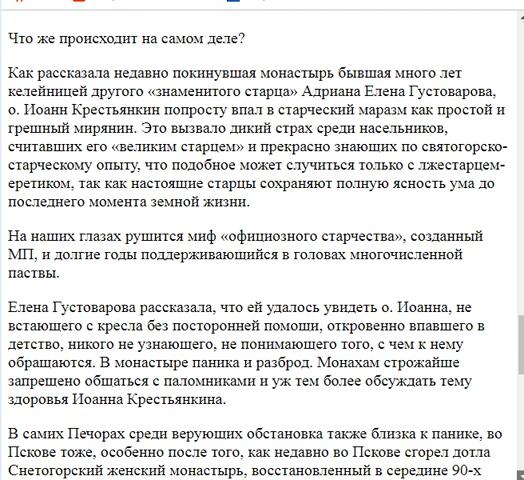 Что же происходит на самом деле?
Как рассказала недавно покинувшая монастырь бывшая много лет
келейницей другого «знаменитого старца» Адриана Елена Густоварова,
о. Иоанн Крестьянкин попросту впал в старческий маразм как простой и
грешный мирянин. Это вызвало дикий страх среди насельников,
считавших его «великим старцем» и прекрасно знающих по святогорско-
старческому опыту, что подобное может случиться только с лжестарцем-
еретиком, так как настоящие старцы сохраняют полную ясность ума до
последнего момента земной жизни.
На наших глазах рушится миф «официозного старчества», созданный
МП, и долгие годы поддерживающийся в головах многочисленной
паствы.
Елена Густоварова рассказала, что ей удалось увидеть о. Иоанна, не
встающего с кресла без посторонней помощи, откровенно впавшего в
детство, никого не узнающего, не понимающего того, с чем к нему
обращаются. В монастыре паника и разброд. Монахам строжайше
запрещено общаться с паломниками и уж тем более обсуждать тему
здоровья Иоанна Крестьянкина.
В самих Печорах среди верующих обстановка также близка к панике, во
Пскове тоже, особенно после того, как недавно во Пскове сгорел дотла
Снетогорский женский монастырь, восстановленный в середине 90-х